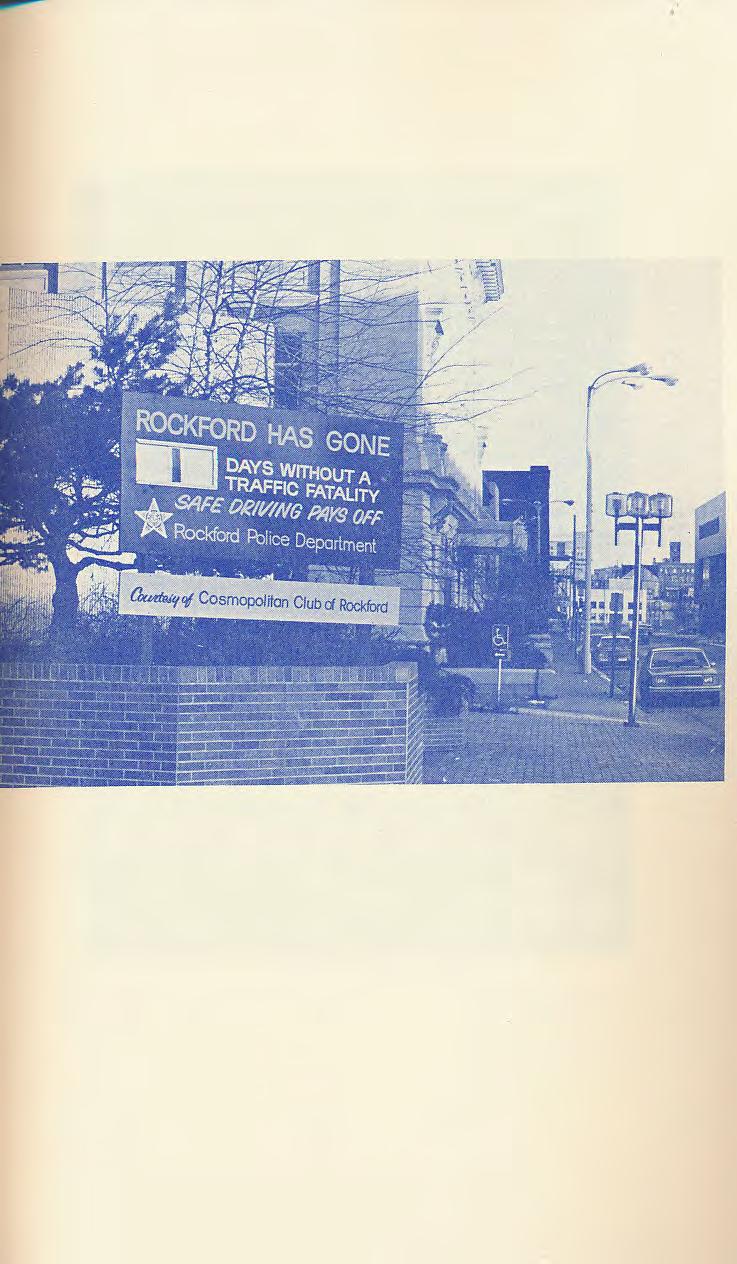 ROCKFORD HAS GONE
DAYS WITHOUT A
TRAFFIC FATALITY
SAFE DRIVING PAYS OFF
Rockford Police Department
Courtesy of Cosmopolitan Club of Rockford